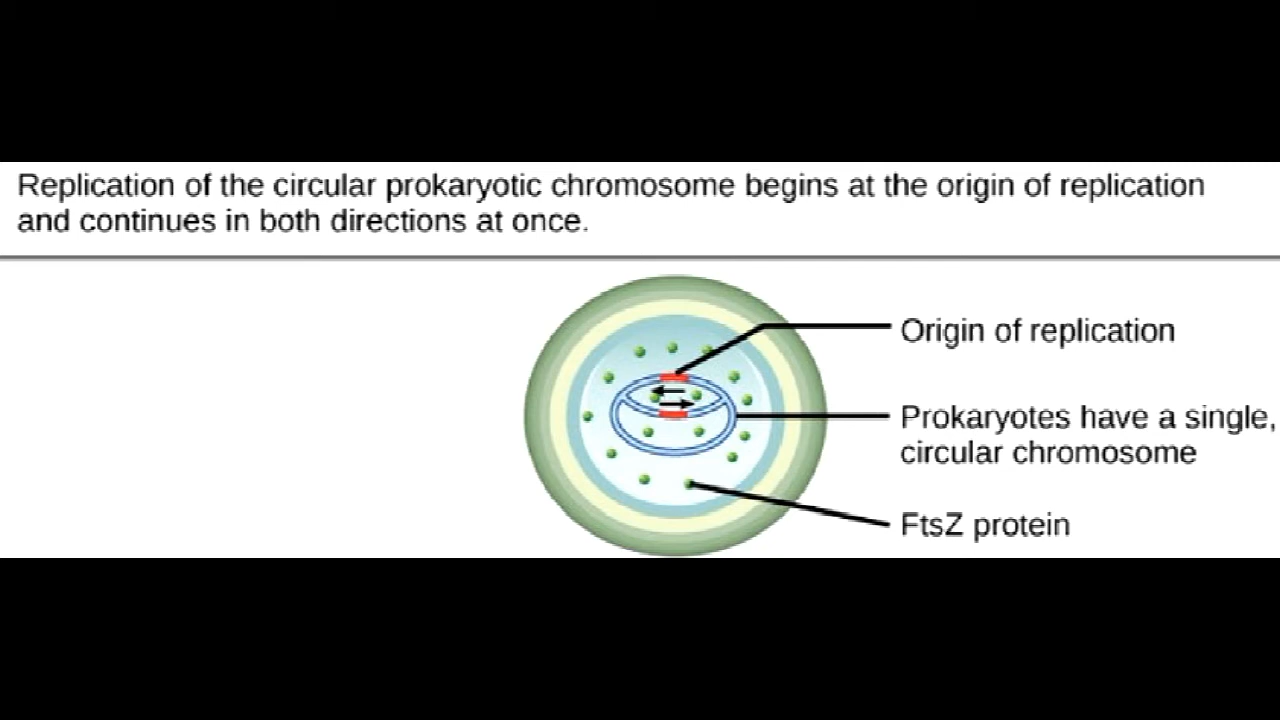 Replication of the circular prokaryotic chromosome begins at the origin of replication
and continues in both directions at once.
Origin of replication
Prokaryotes have a single,
circular chromosome
FtsZ protein